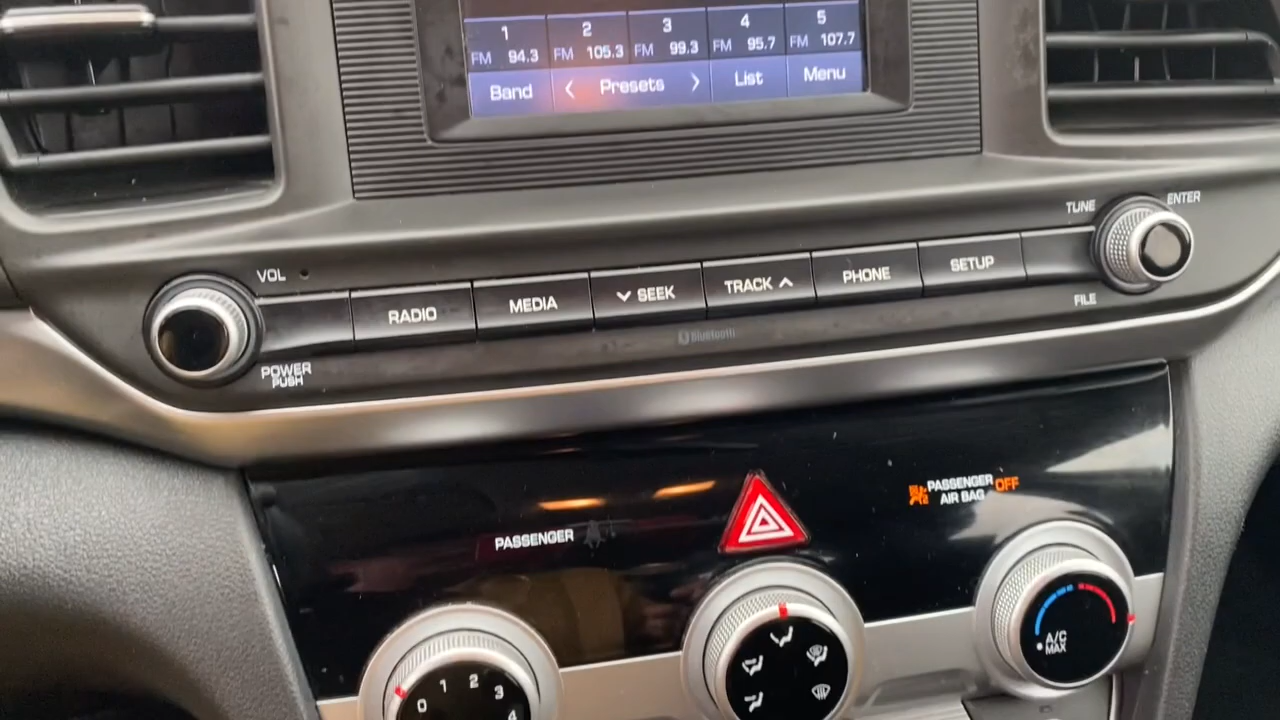 1 2 3 4 5
FM 94.3 FM 105.3 FM 99.3 FM 95.7 FM 107.7
Band < Presets > List Menu
TUNE ENTER
VOL
RADIO MEDIA SEEK TRACK PHONE SETUP
FILE
POWER
PUSH
Bluetooth
PASSENGER OFF
AIR BAG
PASSENGER
0 1 2 3 4
A/C
MAX